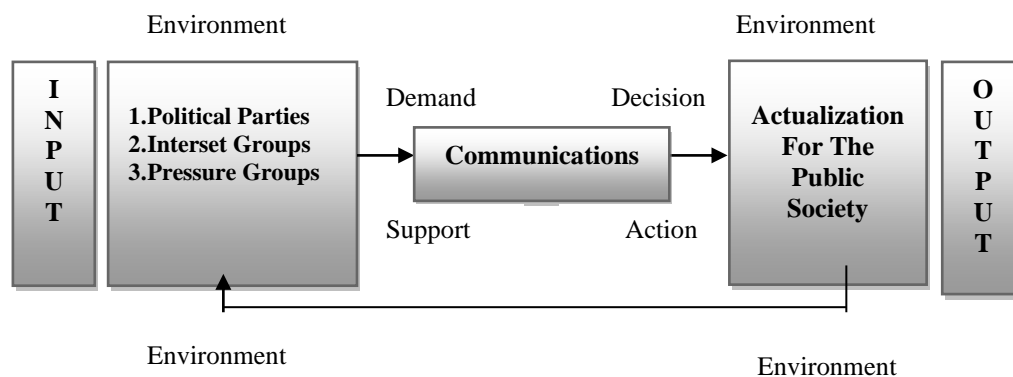 Environment
Environment
I
N
P
U
T
1.Political Parties
2.Interset Groups
3.Pressure Groups
Demand
Support
Communications
Decision
Action
Actualization
For The
Public
Society
O
U
T
P
U
T
Environment
Environment